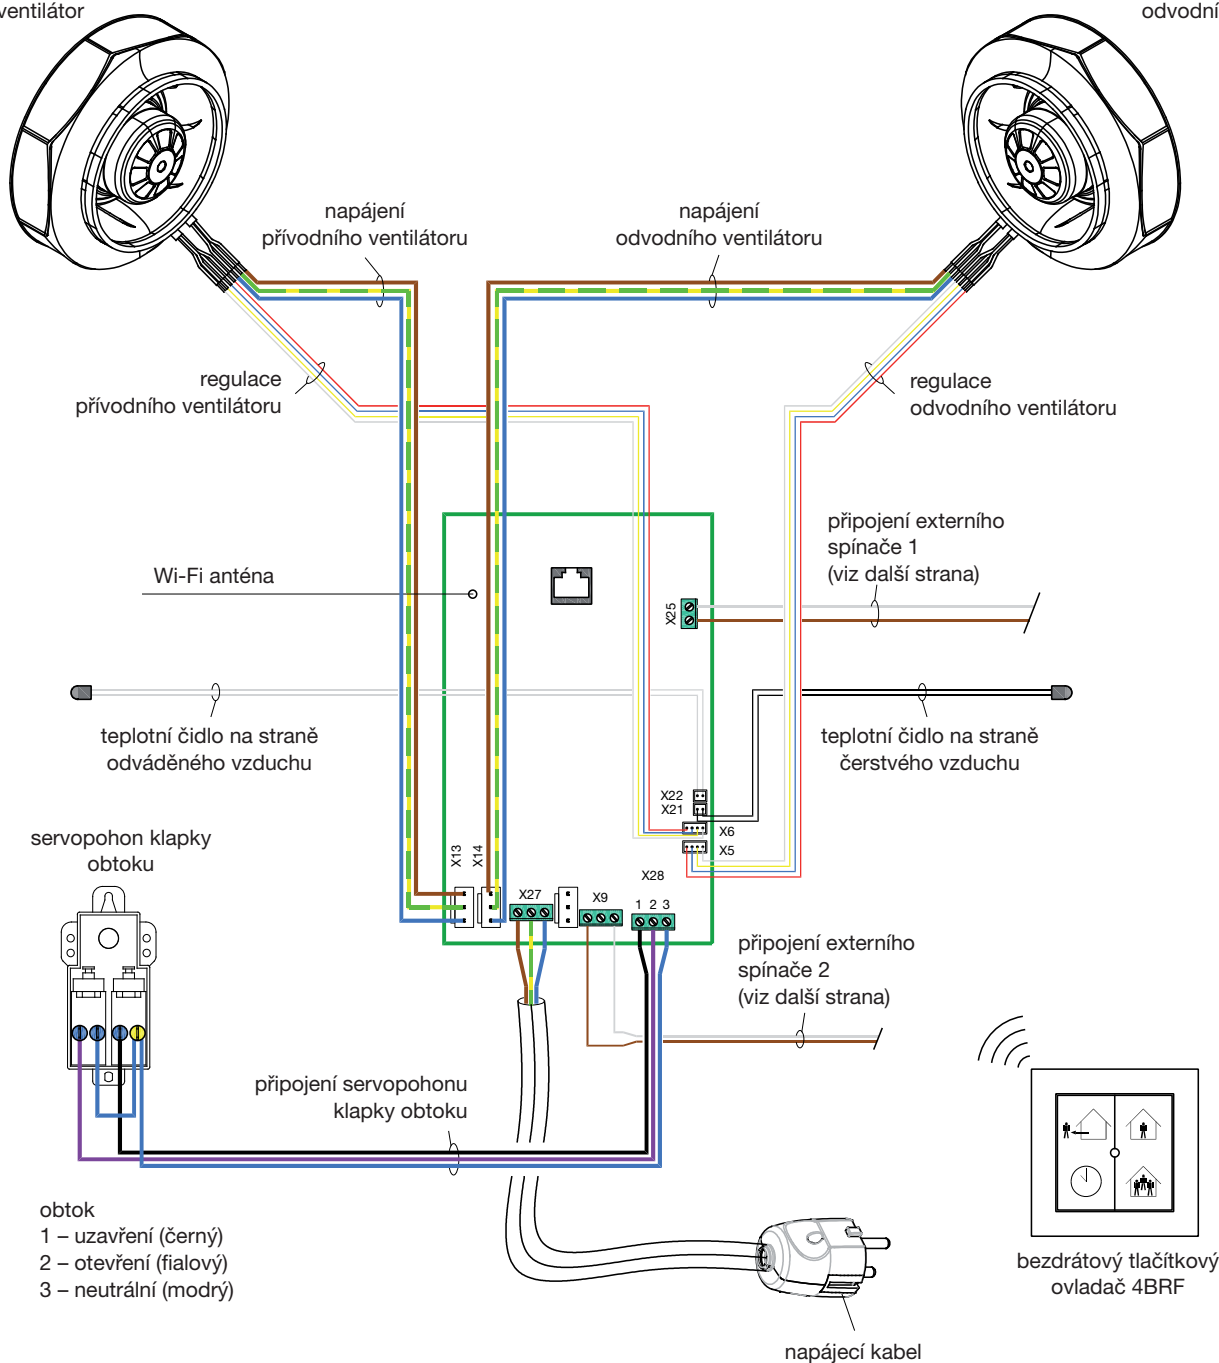 ventilátor
odvodní
napájení
přívodního ventilátoru
napájení
odvodního ventilátoru
regulace
přívodního ventilátoru
regulace
odvodního ventilátoru
připojení externího
spínače 1
(viz další strana)
Wi-Fi anténa
X25
teplotní čidlo na straně
odváděného vzduchu
teplotní čidlo na straně
čerstvého vzduchu
X22
X21
X6
X5
servopohon klapky
obtoku
X13
X14
X27
X9
X28
1 2 3
připojení externího
spínače 2
(viz další strana)
připojení servopohonu
klapky obtoku
obtok
1 – uzavření (černý)
2 – otevření (fialový)
3 – neutrální (modrý)
bezdrátový tlačítkový
ovladač 4BRF
napájecí kabel